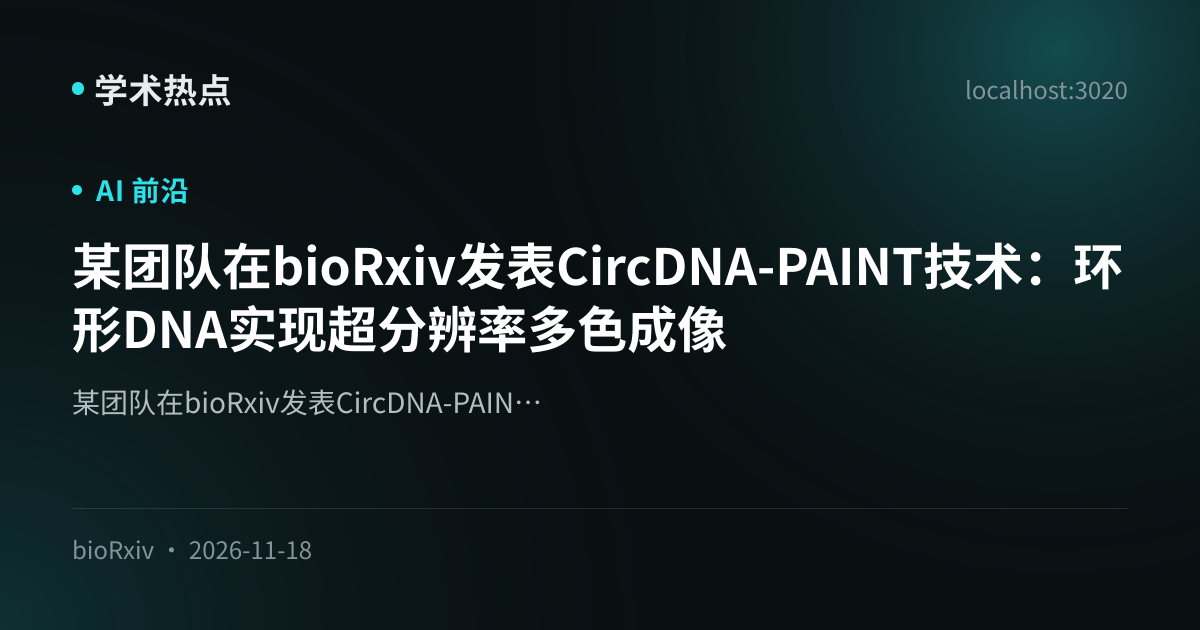 学术热点
localhost:3020
AI 前沿
某团队在bioRxiv发表CircDNA-PAINT技术：环
形DNA实现超分辨率多色成像
某团队在bioRxiv发表CircDNA-PAIN…
bioRxiv · 2026-11-18